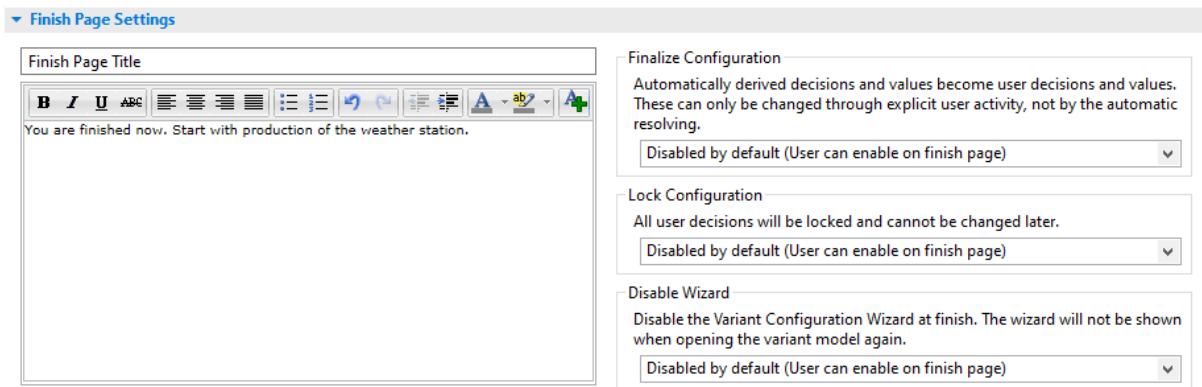 Finish Page Settings
Finish Page Title
B I U ABC A ab A
You are finished now. Start with production of the weather station.
Finalize Configuration
Automatically derived decisions and values become user decisions and values.
These can only be changed through explicit user activity, not by the automatic
resolving.
Disabled by default (User can enable on finish page)
Lock Configuration
All user decisions will be locked and cannot be changed later.
Disabled by default (User can enable on finish page)
Disable Wizard
Disable the Variant Configuration Wizard at finish. The wizard will not be shown
when opening the variant model again.
Disabled by default (User can enable on finish page)